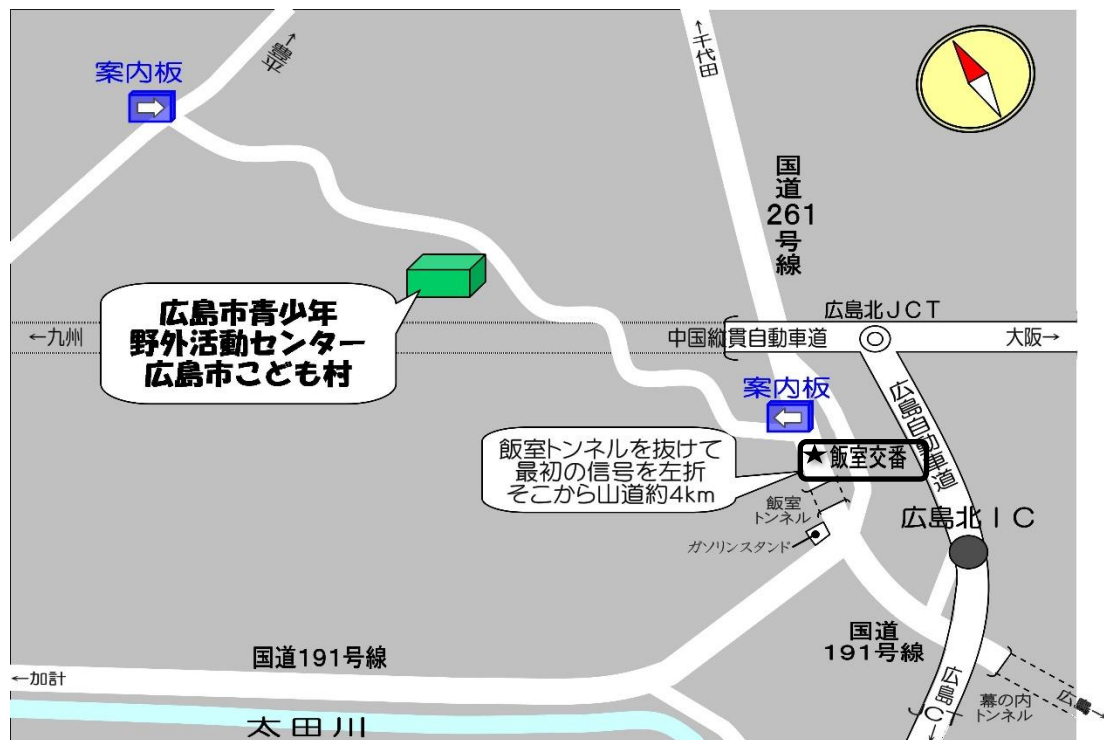 ←豊平
案内板
←千代田
国道261号線
広島市青少年
野外活動センター
広島市こども村
←九州
広島北JCT
中国縦貫自動車道
大阪→
広島自動車道
案内板
飯室トンネルを抜けて
最初の信号を左折
そこから山道約4km
★飯室交番
飯室
トンネル
広島北IC
ガソリンスタンド
国道
191号線
国道191号線
←加計
太田川
広島JCT→
幕の内
トンネル
広島→